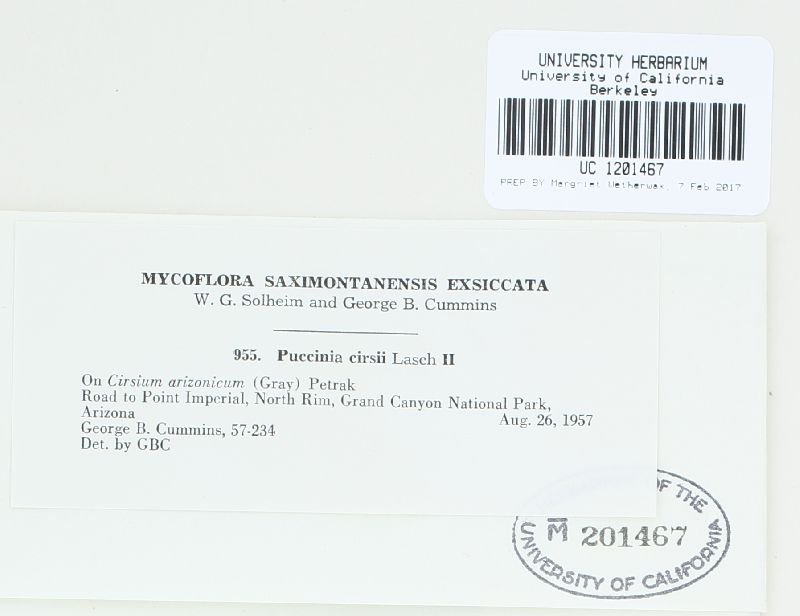 UNIVERSITY HERBARIUM
University of California
Berkeley
UC 1201467
PREP BY Margriet Wetherwax, 7 Feb 2017
MYCOFLORA SAXIMONTANENSIS EXSICCATA
W. G. Solheim and George B. Cummins
955. Puccinia cirsii Lasch II
On Cirsium arizonicum (Gray) Petrak
Road to Point Imperial, North Rim, Grand Canyon National Park,
Arizona Aug. 26, 1957
George B. Cummins, 57-234
Det. by GBC
HERBARIUM OF THE
M 201467
UNIVERSITY OF CALIFORNIA